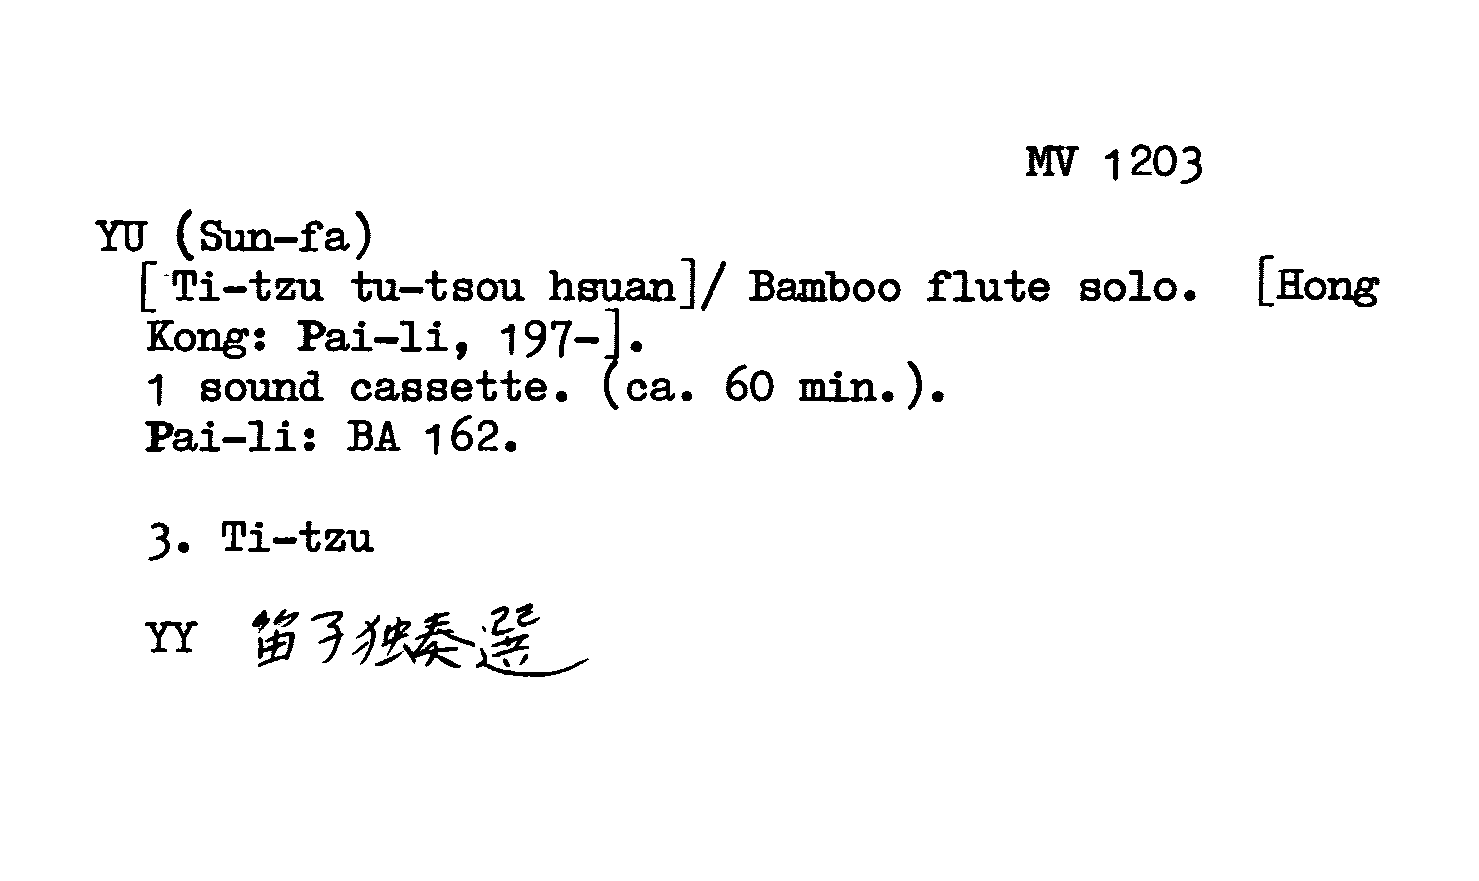 MV 1203
YU (Sun-fa)
[Ti-tzu tu-tsou hsuan]/ Bamboo flute solo. [Hong
Kong: Pai-li, 197-].
1 sound cassette. (ca. 60 min.).
Pai-li: BA 162.
3. Ti-tzu
YY 笛子独奏選